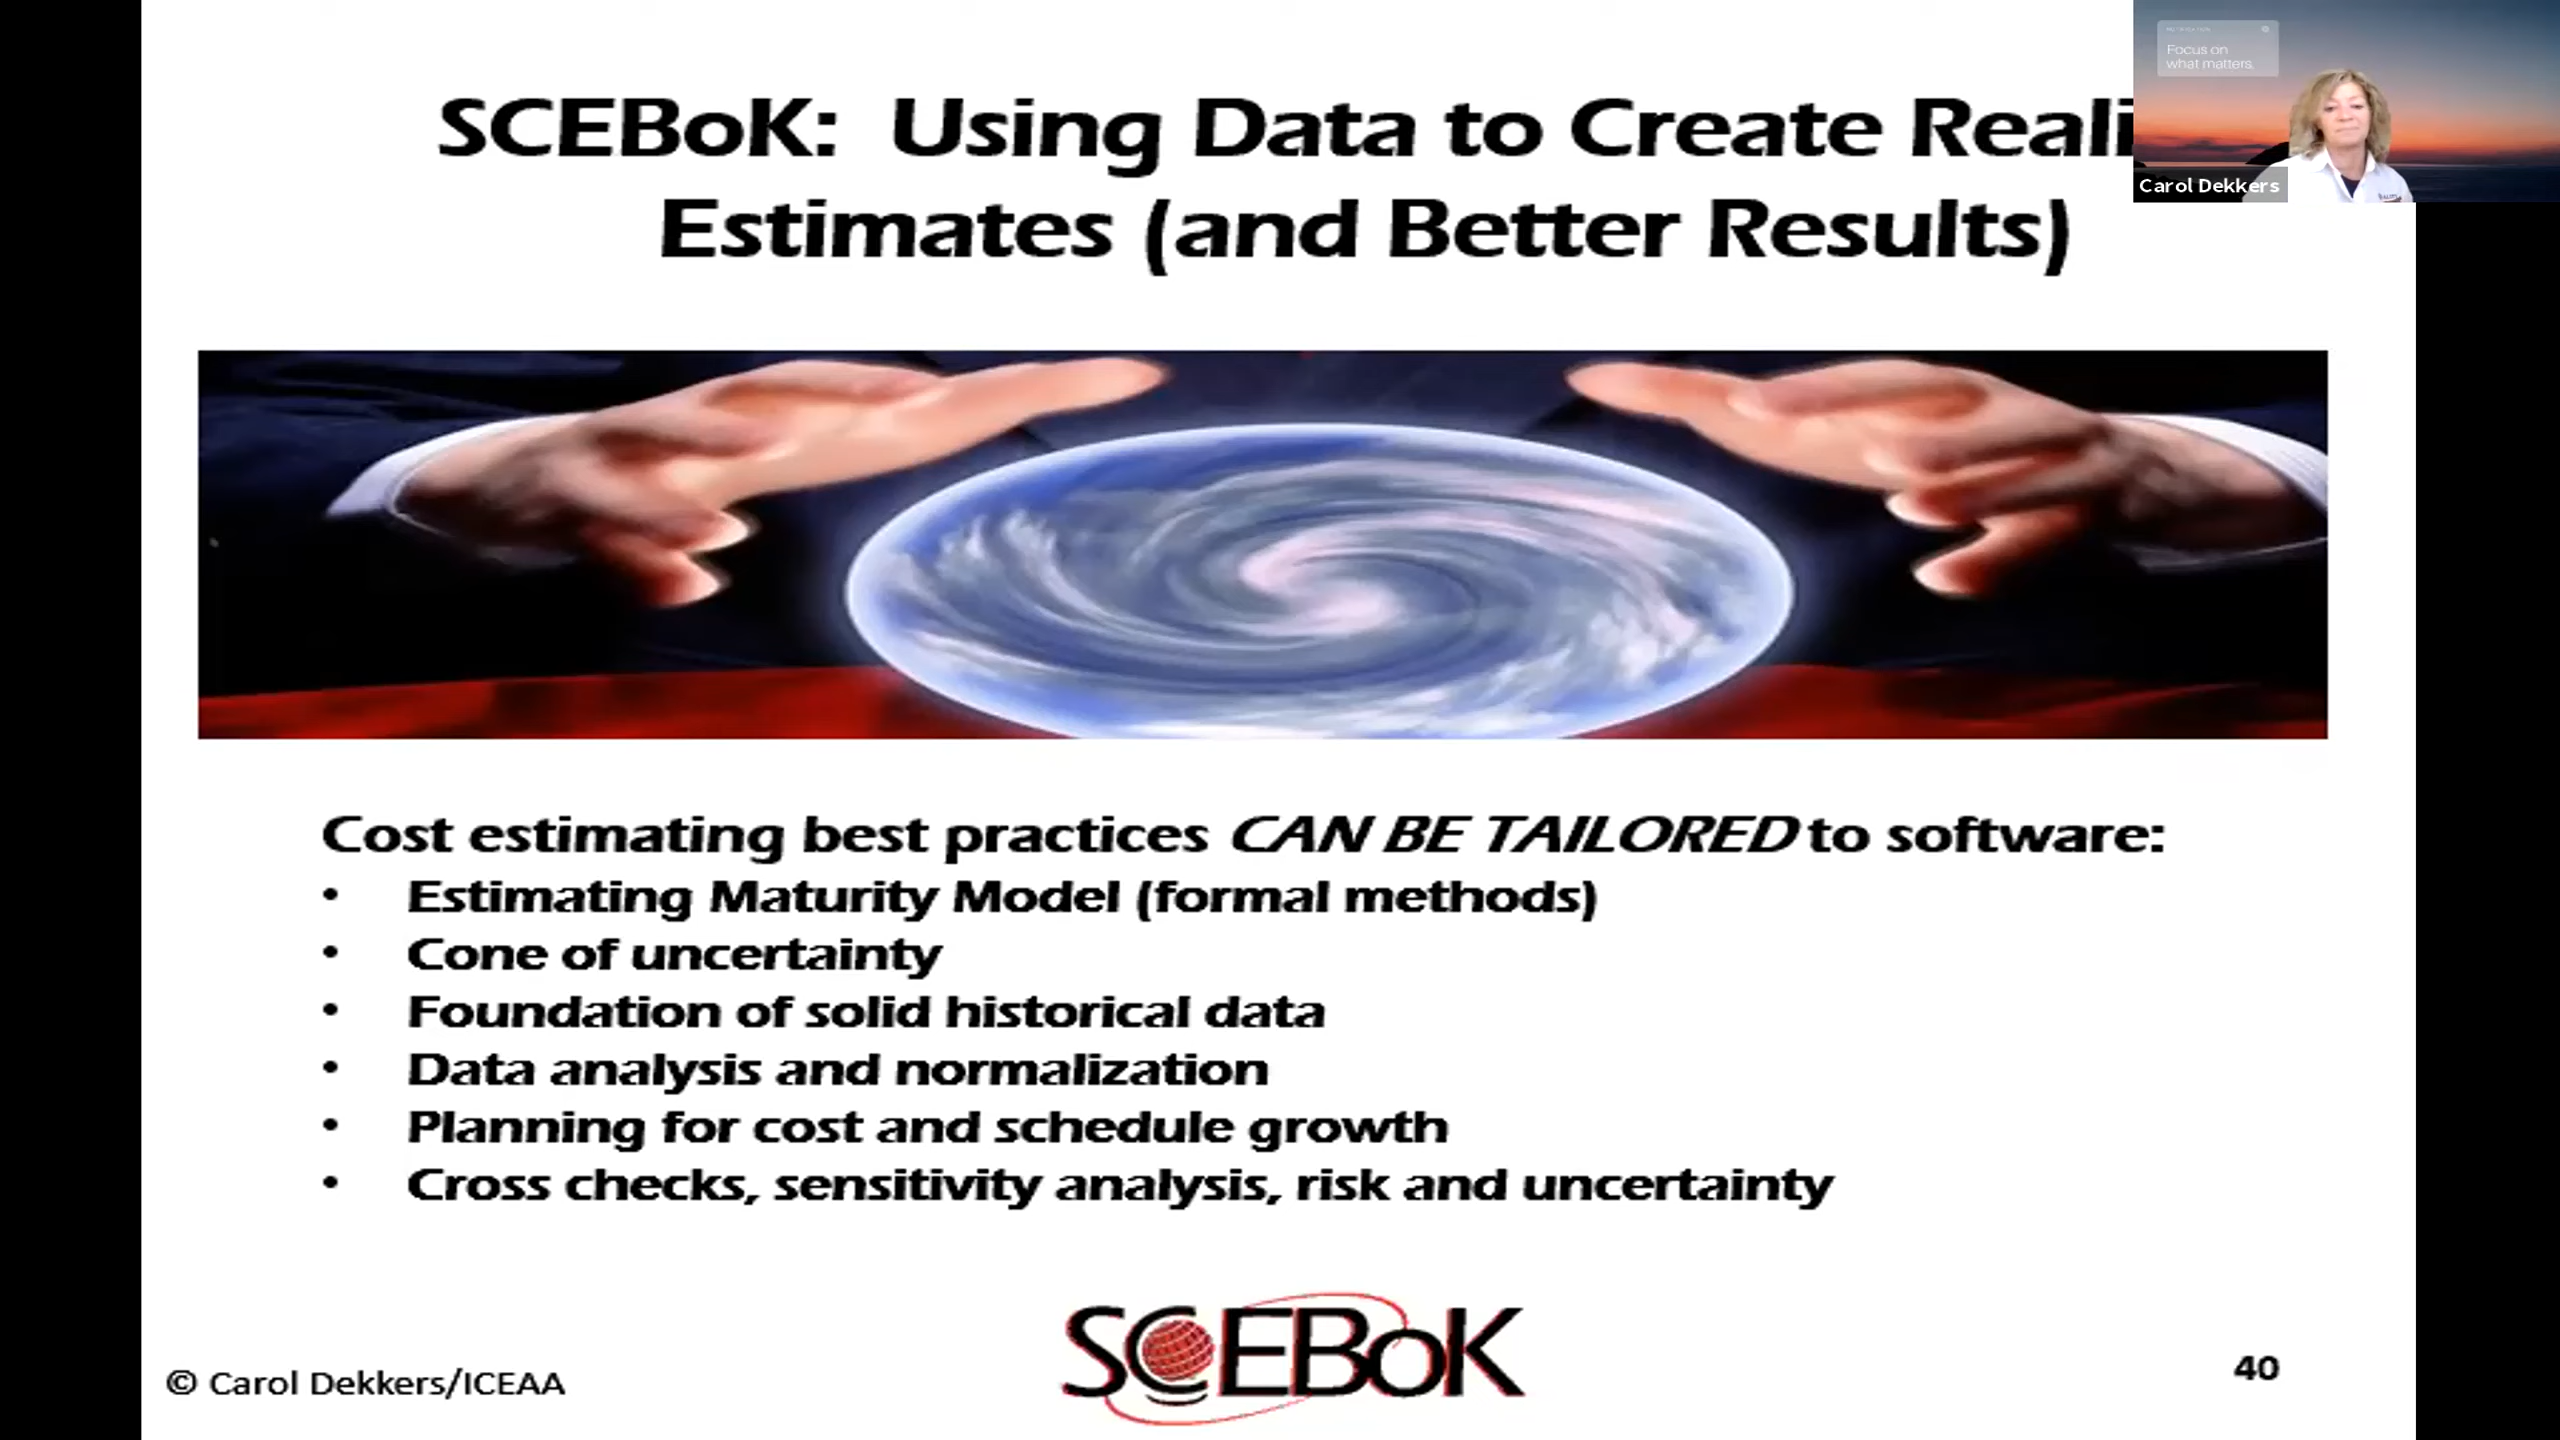 SCEBoK:  Using Data to Create Reali
Estimates (and Better Results)
Focus on
what matters.
Carol Dekkers
Cost estimating best practices CAN BE TAILORED to software:
• Estimating Maturity Model (formal methods)
• Cone of uncertainty
• Foundation of solid historical data
• Data analysis and normalization
• Planning for cost and schedule growth
• Cross checks, sensitivity analysis, risk and uncertainty
SCEBoK
© Carol Dekkers/ICEAA
40